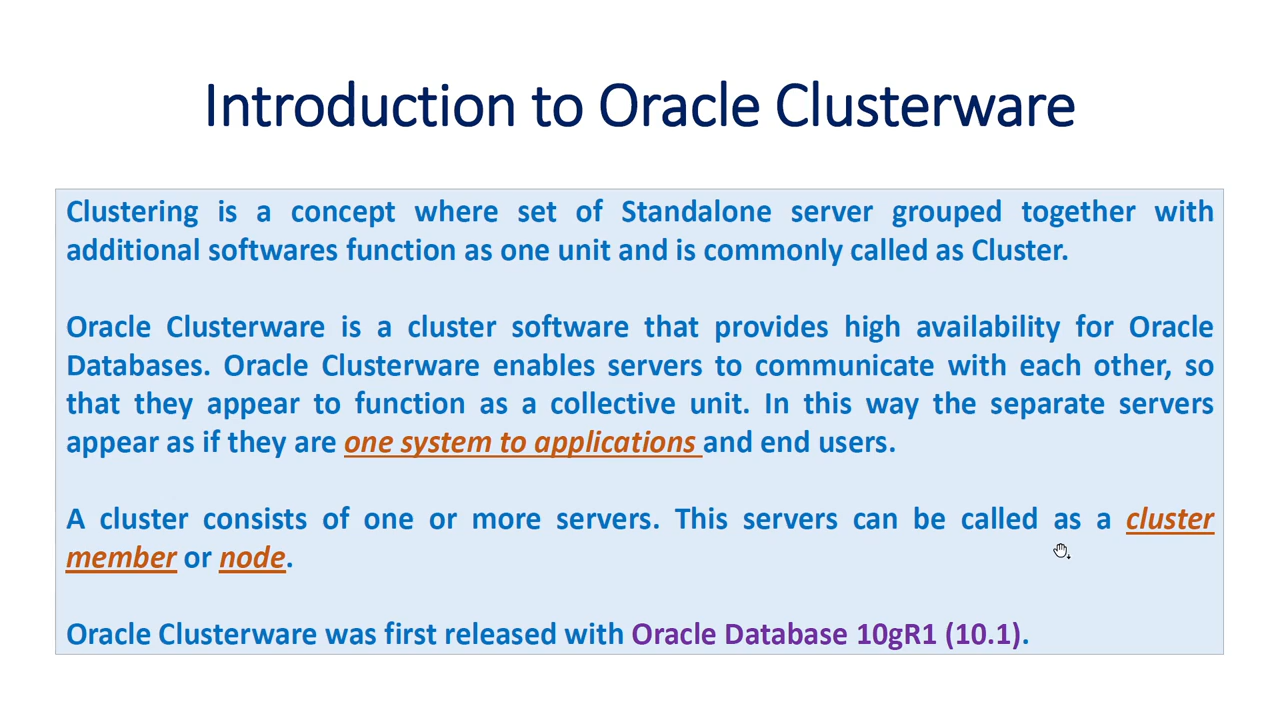 Introduction to Oracle Clusterware
Clustering is a concept where set of Standalone server grouped together with
additional softwares function as one unit and is commonly called as Cluster.
Oracle Clusterware is a cluster software that provides high availability for Oracle
Databases. Oracle Clusterware enables servers to communicate with each other, so
that they appear to function as a collective unit. In this way the separate servers
appear as if they are one system to applications and end users.
A cluster consists of one or more servers. This servers can be called as a cluster
member or node.
Oracle Clusterware was first released with Oracle Database 10gR1 (10.1).